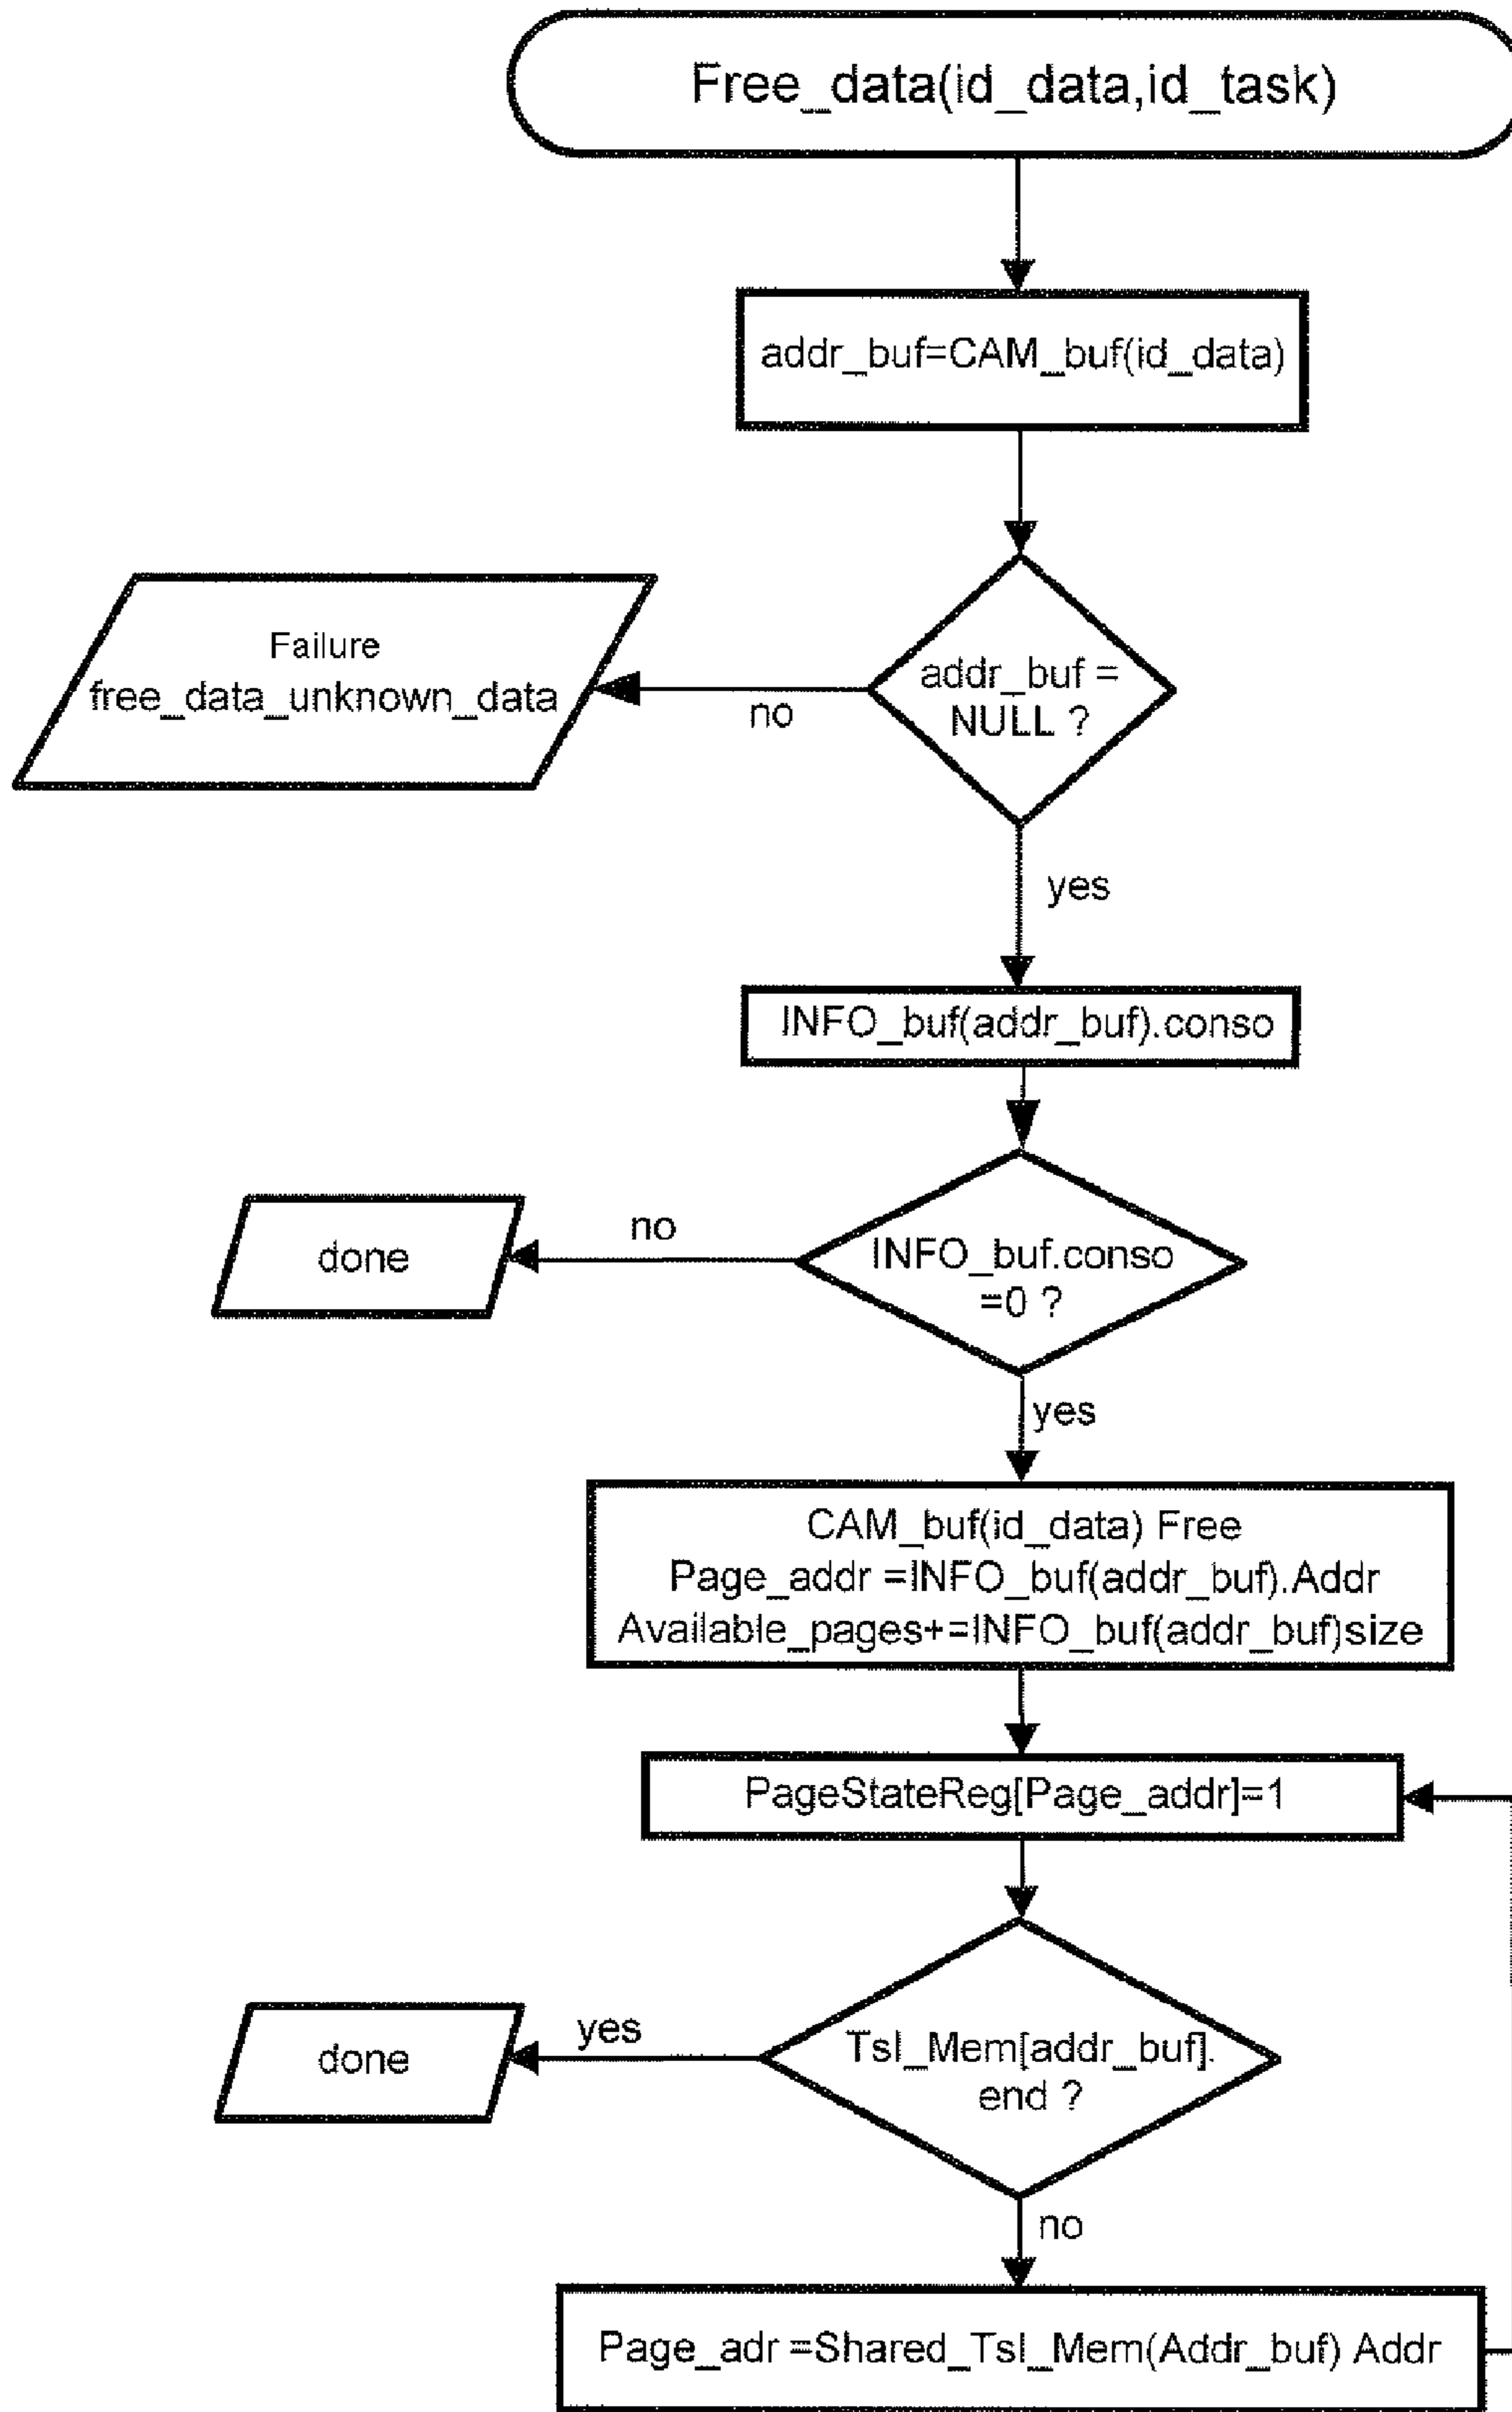 Free_data(id_data,id_task)
addr_buf=CAM_buf(id_data)
Failure
free_data_unknown_data
addr_buf =
NULL ?
no
yes
INFO_buf(addr_buf).conso
INFO_buf.conso
=0 ?
no
done
yes
CAM_buf(id_data) Free
Page_addr =INFO_buf(addr_buf).Addr
Available_pages+=INFO_buf(addr_buf)size
PageStateReg[Page_addr]=1
Tsl_Mem[addr_buf].
end ?
yes
done
no
Page_adr =Shared_Tsl_Mem(Addr_buf) Addr